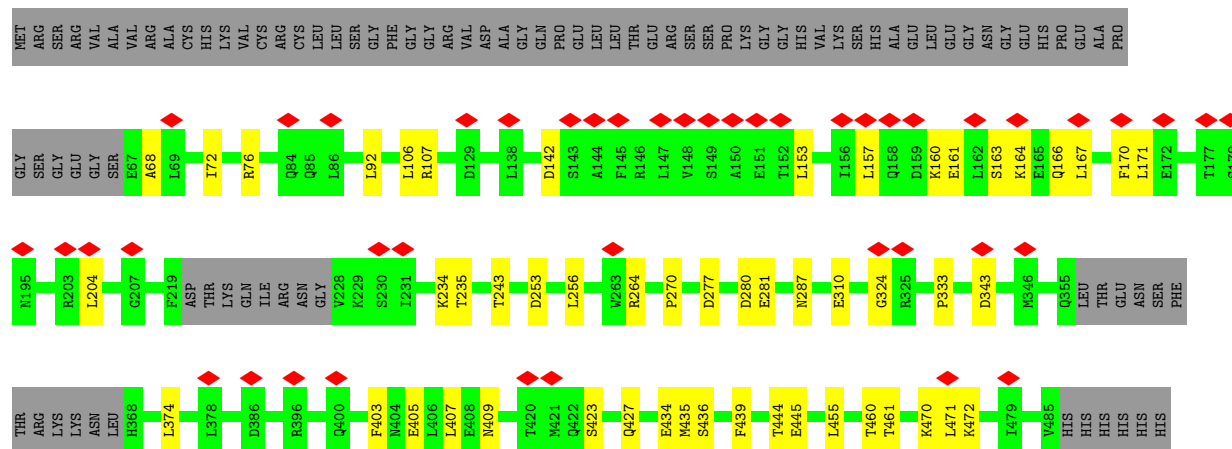 MET ARG SER ARG VAL ALA VAL ARG ALA CYS HIS LYS VAL CYS ARG CYS LEU LEU SER GLY PHE GLY GLY ARG VAL ASP ALA GLY GLN PRO GLU LEU LEU THR GLU ARG SER SER PRO LYS GLY GLY HIS VAL LYS SER HIS ALA GLU LEU GLU GLY ASN GLY GLU HIS PRO GLU ALA PRO
GLY SER GLY GLU GLY SER E67 A68 L69 I72 R76 Q84 Q85 L86 L92 L106 R107 D129 L138 D142 S143 A144 F145 R146 L147 V148 S149 A150 E151 T152 L153 I156 L157 Q158 D159 K160 E161 L162 S163 K164 E165 Q166 L167 F170 L171 E172 T177
N195 R203 L204 G207 F219 ASP THR LYS GLN ILE ARG ASN GLY V228 K229 S230 I231 K234 T235 T243 D253 L256 W263 R264 P270 D277 D280 E281 N287 E310 G324 R325 P333 D343 M346 Q355 LEU THR GLU ASN SER PHE
THR ARG LYS LYS ASN LEU H368 L374 L378 D386 R396 Q400 F403 N404 E405 L406 L407 E408 N409 T420 M421 Q422 S423 Q427 E434 M435 S436 F439 T444 E445 L455 T460 T461 K470 L471 K472 I479 V485 HIS HIS HIS HIS HIS HIS